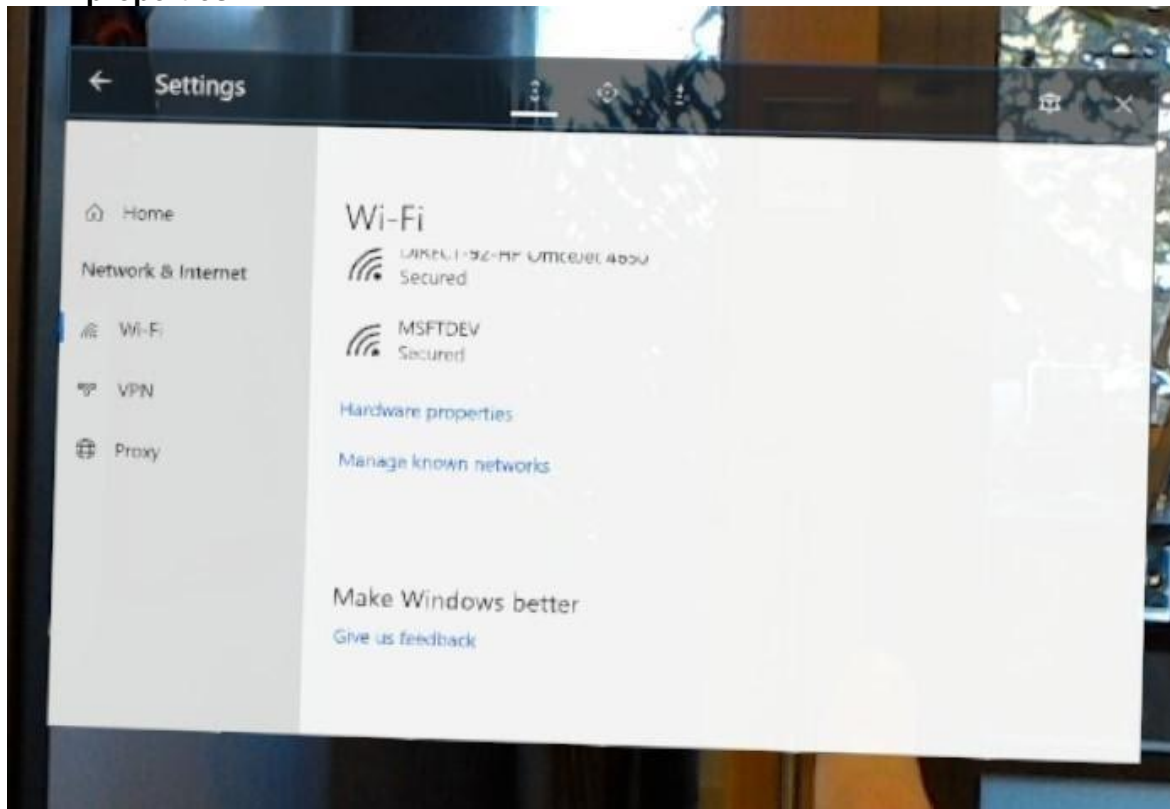 Settings
Home
Wi-Fi
Network & Internet
Secured
Wi-Fi
MSFTDEV
Secured
VPN
Hardware properties
Proxy
Manage known networks
Make Windows better
Give us feedback